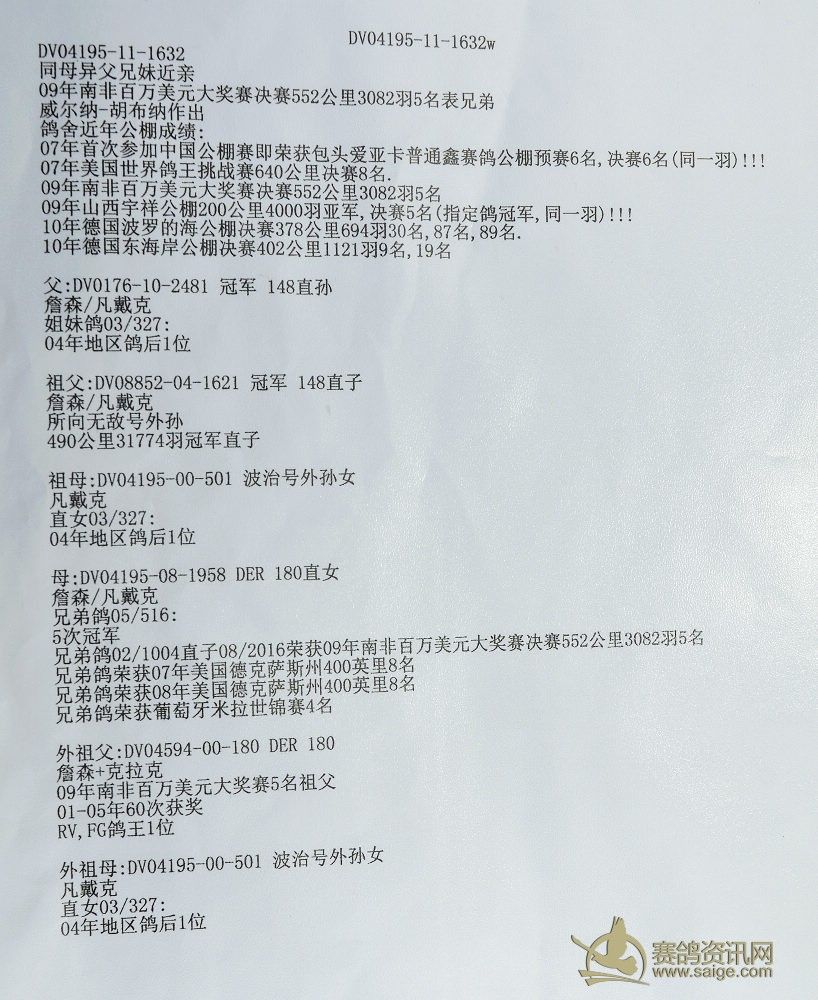 DV04195-11-1632w
DV04195-11-1632
同母异父兄妹近亲
09年南非百万美元大奖赛决赛552公里3082羽5名表兄弟
威尔纳-胡布纳作出
鸽舍近年公棚成绩:
07年首次参加中国公棚赛即荣获包头爱亚卡普通鑫赛鸽公棚预赛6名,决赛6名(同一羽)!!!
07年美国世界鸽王挑战赛640公里决赛8名.
09年南非百万美元大奖赛决赛552公里3082羽5名
09年山西宇祥公棚200公里4000羽亚军,决赛5名(指定鸽冠军,同一羽)!!!
10年德国波罗的海公棚决赛378公里694羽30名,87名,89名.
10年德国东海岸公棚决赛402公里1121羽9名,19名
父:DV0176-10-2481 冠军 148直孙
詹森/凡戴克
姐妹鸽03/327:
04年地区鸽后1位
祖父:DV08852-04-1621 冠军 148直子
詹森/凡戴克
所向无敌号外孙
490公里31774羽冠军直子
祖母:DV04195-00-501 波治号外孙女
凡戴克
直女03/327:
04年地区鸽后1位
母:DV04195-08-1958 DER 180直女
詹森/凡戴克
兄弟鸽05/516:
5次冠军
兄弟鸽02/1004直子08/2016荣获09年南非百万美元大奖赛决赛552公里3082羽5名
兄弟鸽荣获07年美国德克萨斯州400英里8名
兄弟鸽荣获08年美国德克萨斯州400英里8名
兄弟鸽荣获葡萄牙米拉世锦赛4名
外祖父:DV04594-00-180 DER 180
詹森+克拉克
09年南非百万美元大奖赛5名祖父
01-05年60次获奖
RV,FG鸽王1位
外祖母:DV04195-00-501 波治号外孙女
凡戴克
直女03/327:
04年地区鸽后1位
赛鸽资讯网
www.saige.com